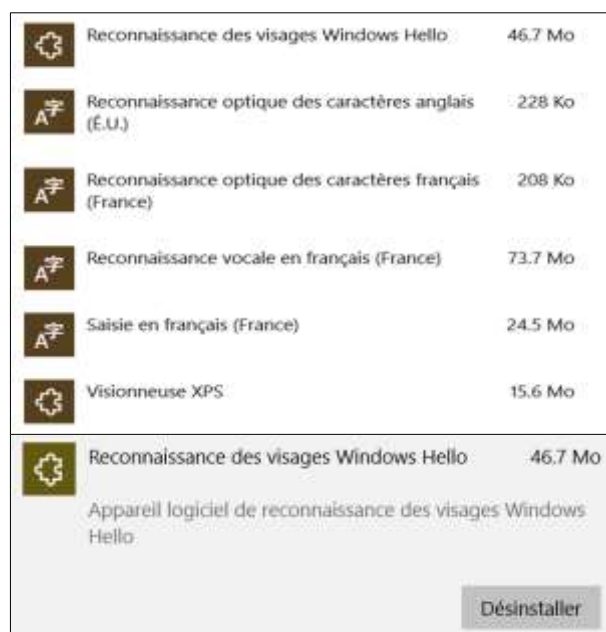 Reconnaissance des visages Windows Hello 46.7 Mo
Reconnaissance optique des caractères anglais 228 Ko
(É.U.)
Reconnaissance optique des caractères français 208 Ko
(France)
Reconnaissance vocale en français (France) 73.7 Mo
Saisie en français (France) 24.5 Mo
Visionneuse XPS 15.6 Mo
Reconnaissance des visages Windows Hello 46.7 Mo
Appareil logiciel de reconnaissance des visages Windows
Hello
Désinstaller